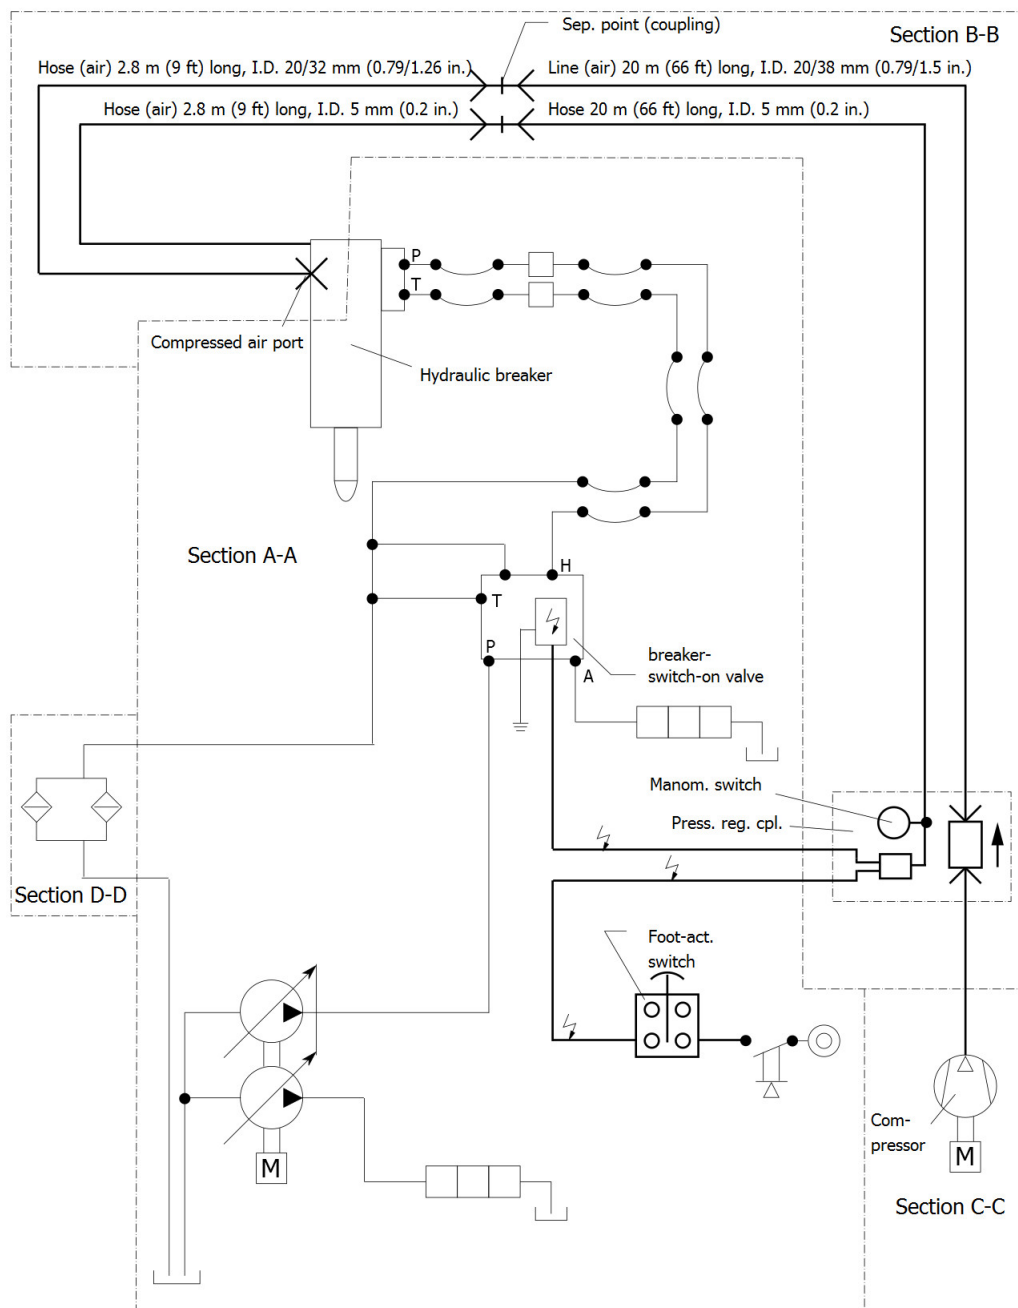 Sep. point (coupling)
Section B-B
Hose (air) 2.8 m (9 ft) long, I.D. 20/32 mm (0.79/1.26 in.)
Line (air) 20 m (66 ft) long, I.D. 20/38 mm (0.79/1.5 in.)
Hose (air) 2.8 m (9 ft) long, I.D. 5 mm (0.2 in.)
Hose 20 m (66 ft) long, I.D. 5 mm (0.2 in.)
P
T
Compressed air port
Hydraulic breaker
Section A-A
H
T
P
A
breaker-
switch-on valve
Manom. switch
Press. reg. cpl.
Section D-D
Foot-act.
switch
Com-
pressor
M
M
Section C-C